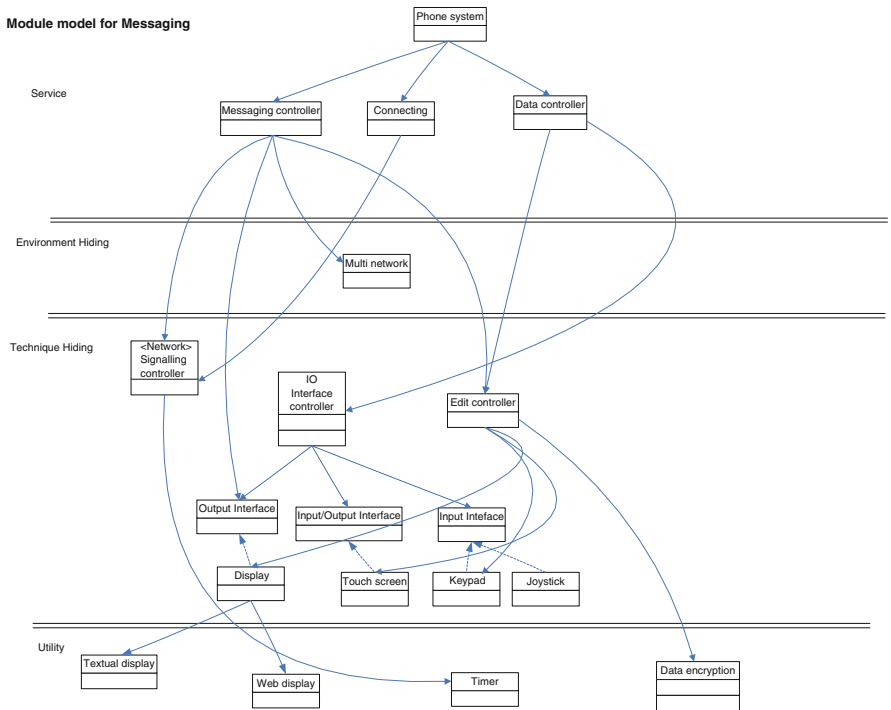 Module model for Messaging
Phone system
Service
Messaging controller
Connecting
Data controller
Environment Hiding
Multi network
Technique Hiding
<Network>
Signalling
controller
IO
Interface
controller
Edit controller
Output Interface
Input/Output Interface
Input Inteface
Display
Touch screen
Keypad
Joystick
Utility
Textual display
Web display
Timer
Data encryption